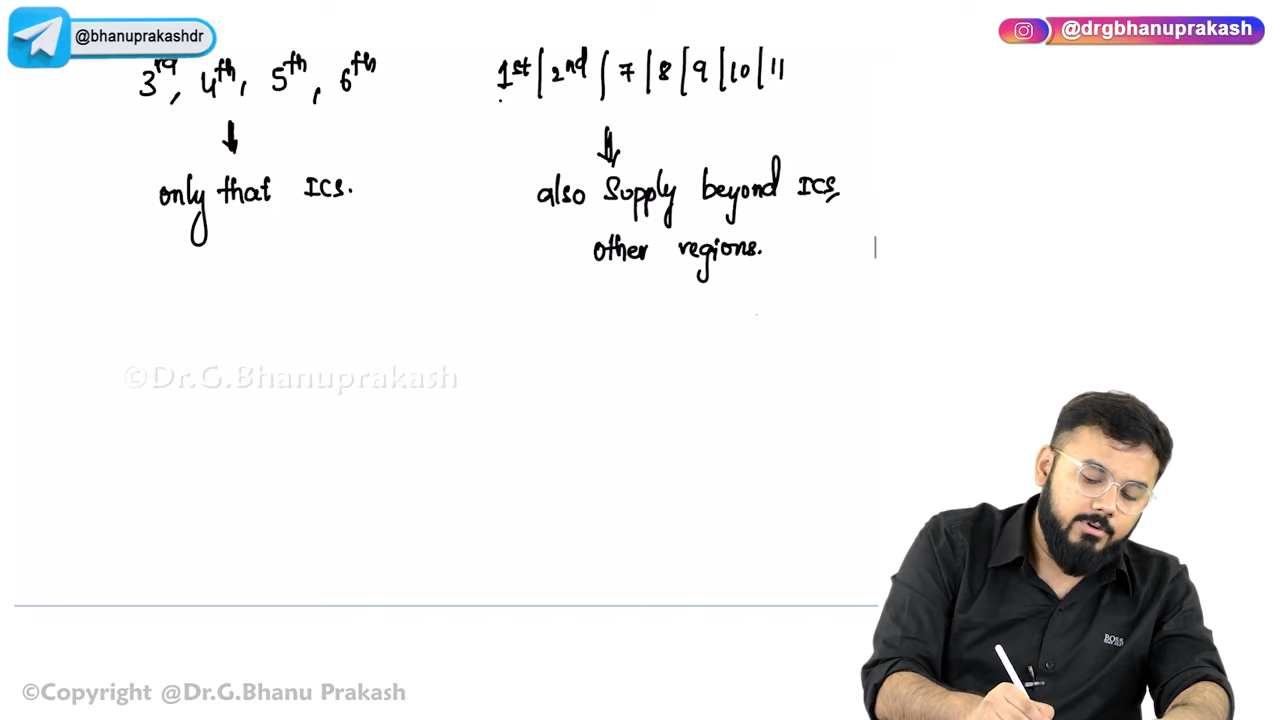 @bhanuprakashdr
@drgbhanuprakash
3rd, 4th, 5th, 6th
only that ICS.
1st | 2nd | 7 | 8 | 9 | 10 | 11
also supply beyond ICS,
other regions.
©Dr.G.Bhanuprakash
BOSS
©Copyright @Dr.G.Bhanu Prakash